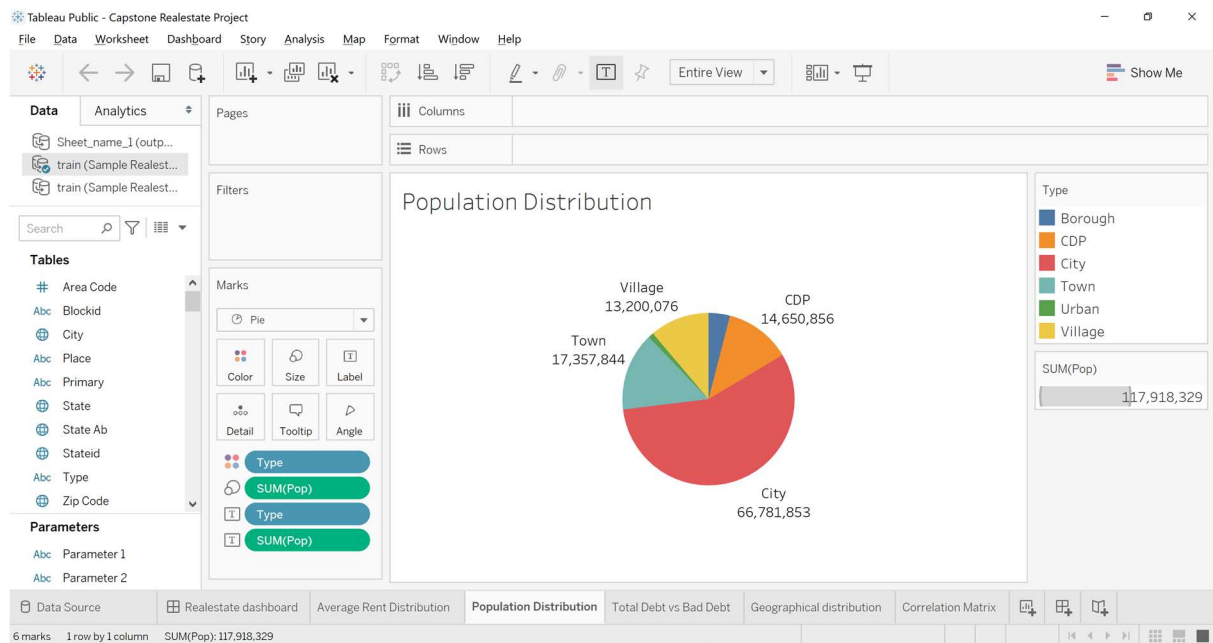 Tableau Public - Capstone Realestate Project
File Data Worksheet Dashboard Story Analysis Map Format Window Help
Entire View
Show Me
Data Analytics
Sheet_name_1 (outp...
train (Sample Realest...
train (Sample Realest...
Search
Tables
Area Code
Abc Blockid
City
Abc Place
Abc Primary
State
State Ab
Stateid
Abc Type
Zip Code
Parameters
Abc Parameter 1
Abc Parameter 2
Pages
Filters
Marks
Pie
Color Size Label
Detail Tooltip Angle
Type
SUM(Pop)
Type
SUM(Pop)
Columns
Rows
Population Distribution
Village
13,200,076
CDP
14,650,856
Town
17,357,844
City
66,781,853
Type
Borough
CDP
City
Town
Urban
Village
SUM(Pop)
117,918,329
Data Source Realestate dashboard Average Rent Distribution Population Distribution Total Debt vs Bad Debt Geographical distribution Correlation Matrix
6 marks 1 row by 1 column SUM(Pop): 117,918,329